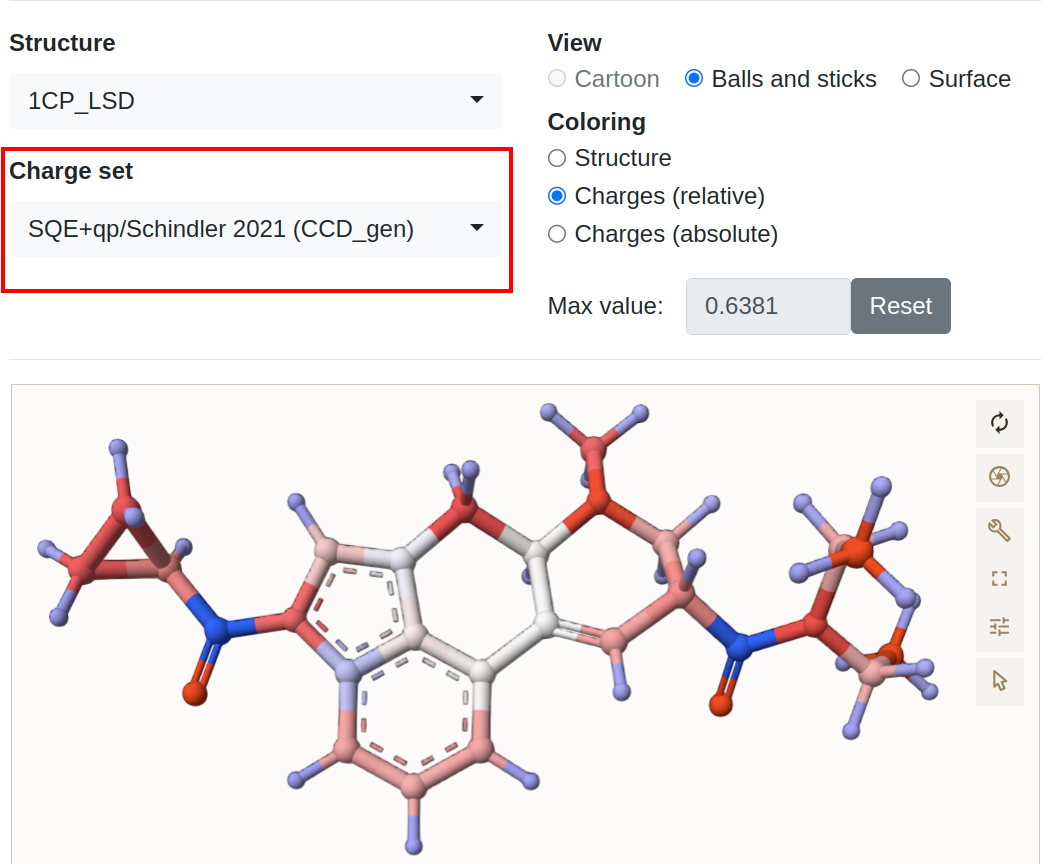 Structure
1CP_LSD
Charge set
SQE+qp/Schindler 2021 (CCD_gen)
View
Cartoon Balls and sticks Surface
Coloring
Structure
Charges (relative)
Charges (absolute)
Max value: 0.6381 Reset